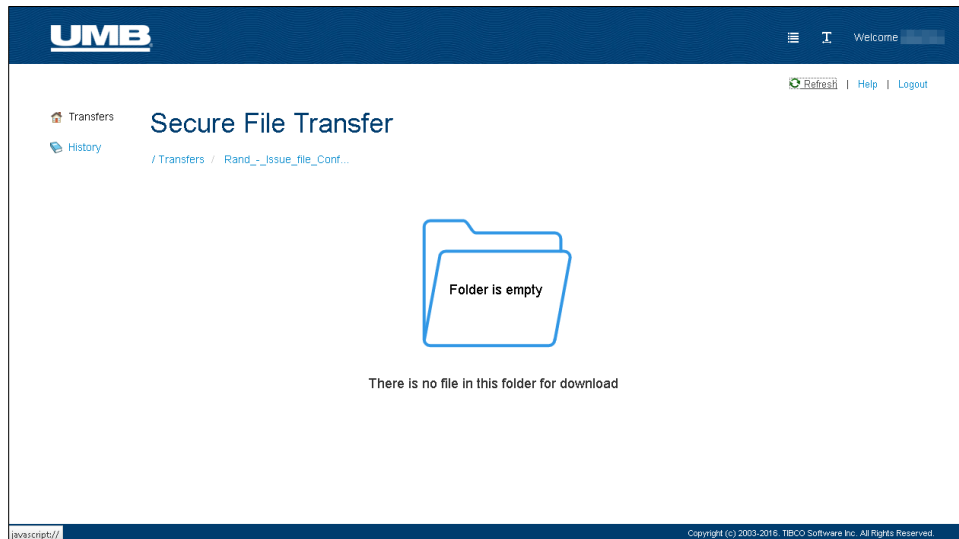 UMB
Welcome
Refresh | Help | Logout
Transfers
History
Secure File Transfer
/ Transfers / Rand_-_Issue_file_Conf...
Folder is empty
There is no file in this folder for download
javascript://
Copyright (c) 2003-2016. TIBCO Software Inc. All Rights Reserved.